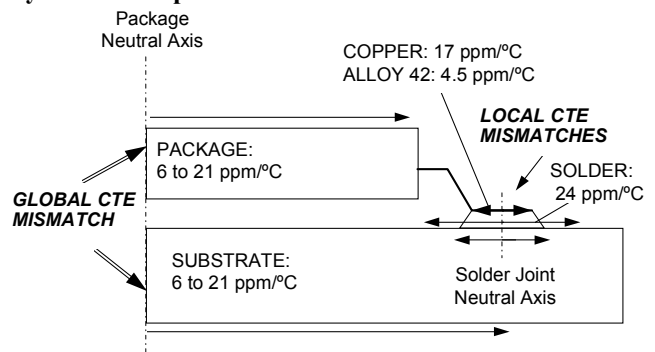 Package
Neutral Axis
COPPER: 17 ppm/ºC
ALLOY 42: 4.5 ppm/ºC
LOCAL CTE
MISMATCHES
PACKAGE:
6 to 21 ppm/ºC
SOLDER:
24 ppm/ºC
GLOBAL CTE
MISMATCH
SUBSTRATE:
6 to 21 ppm/ºC
Solder Joint
Neutral Axis